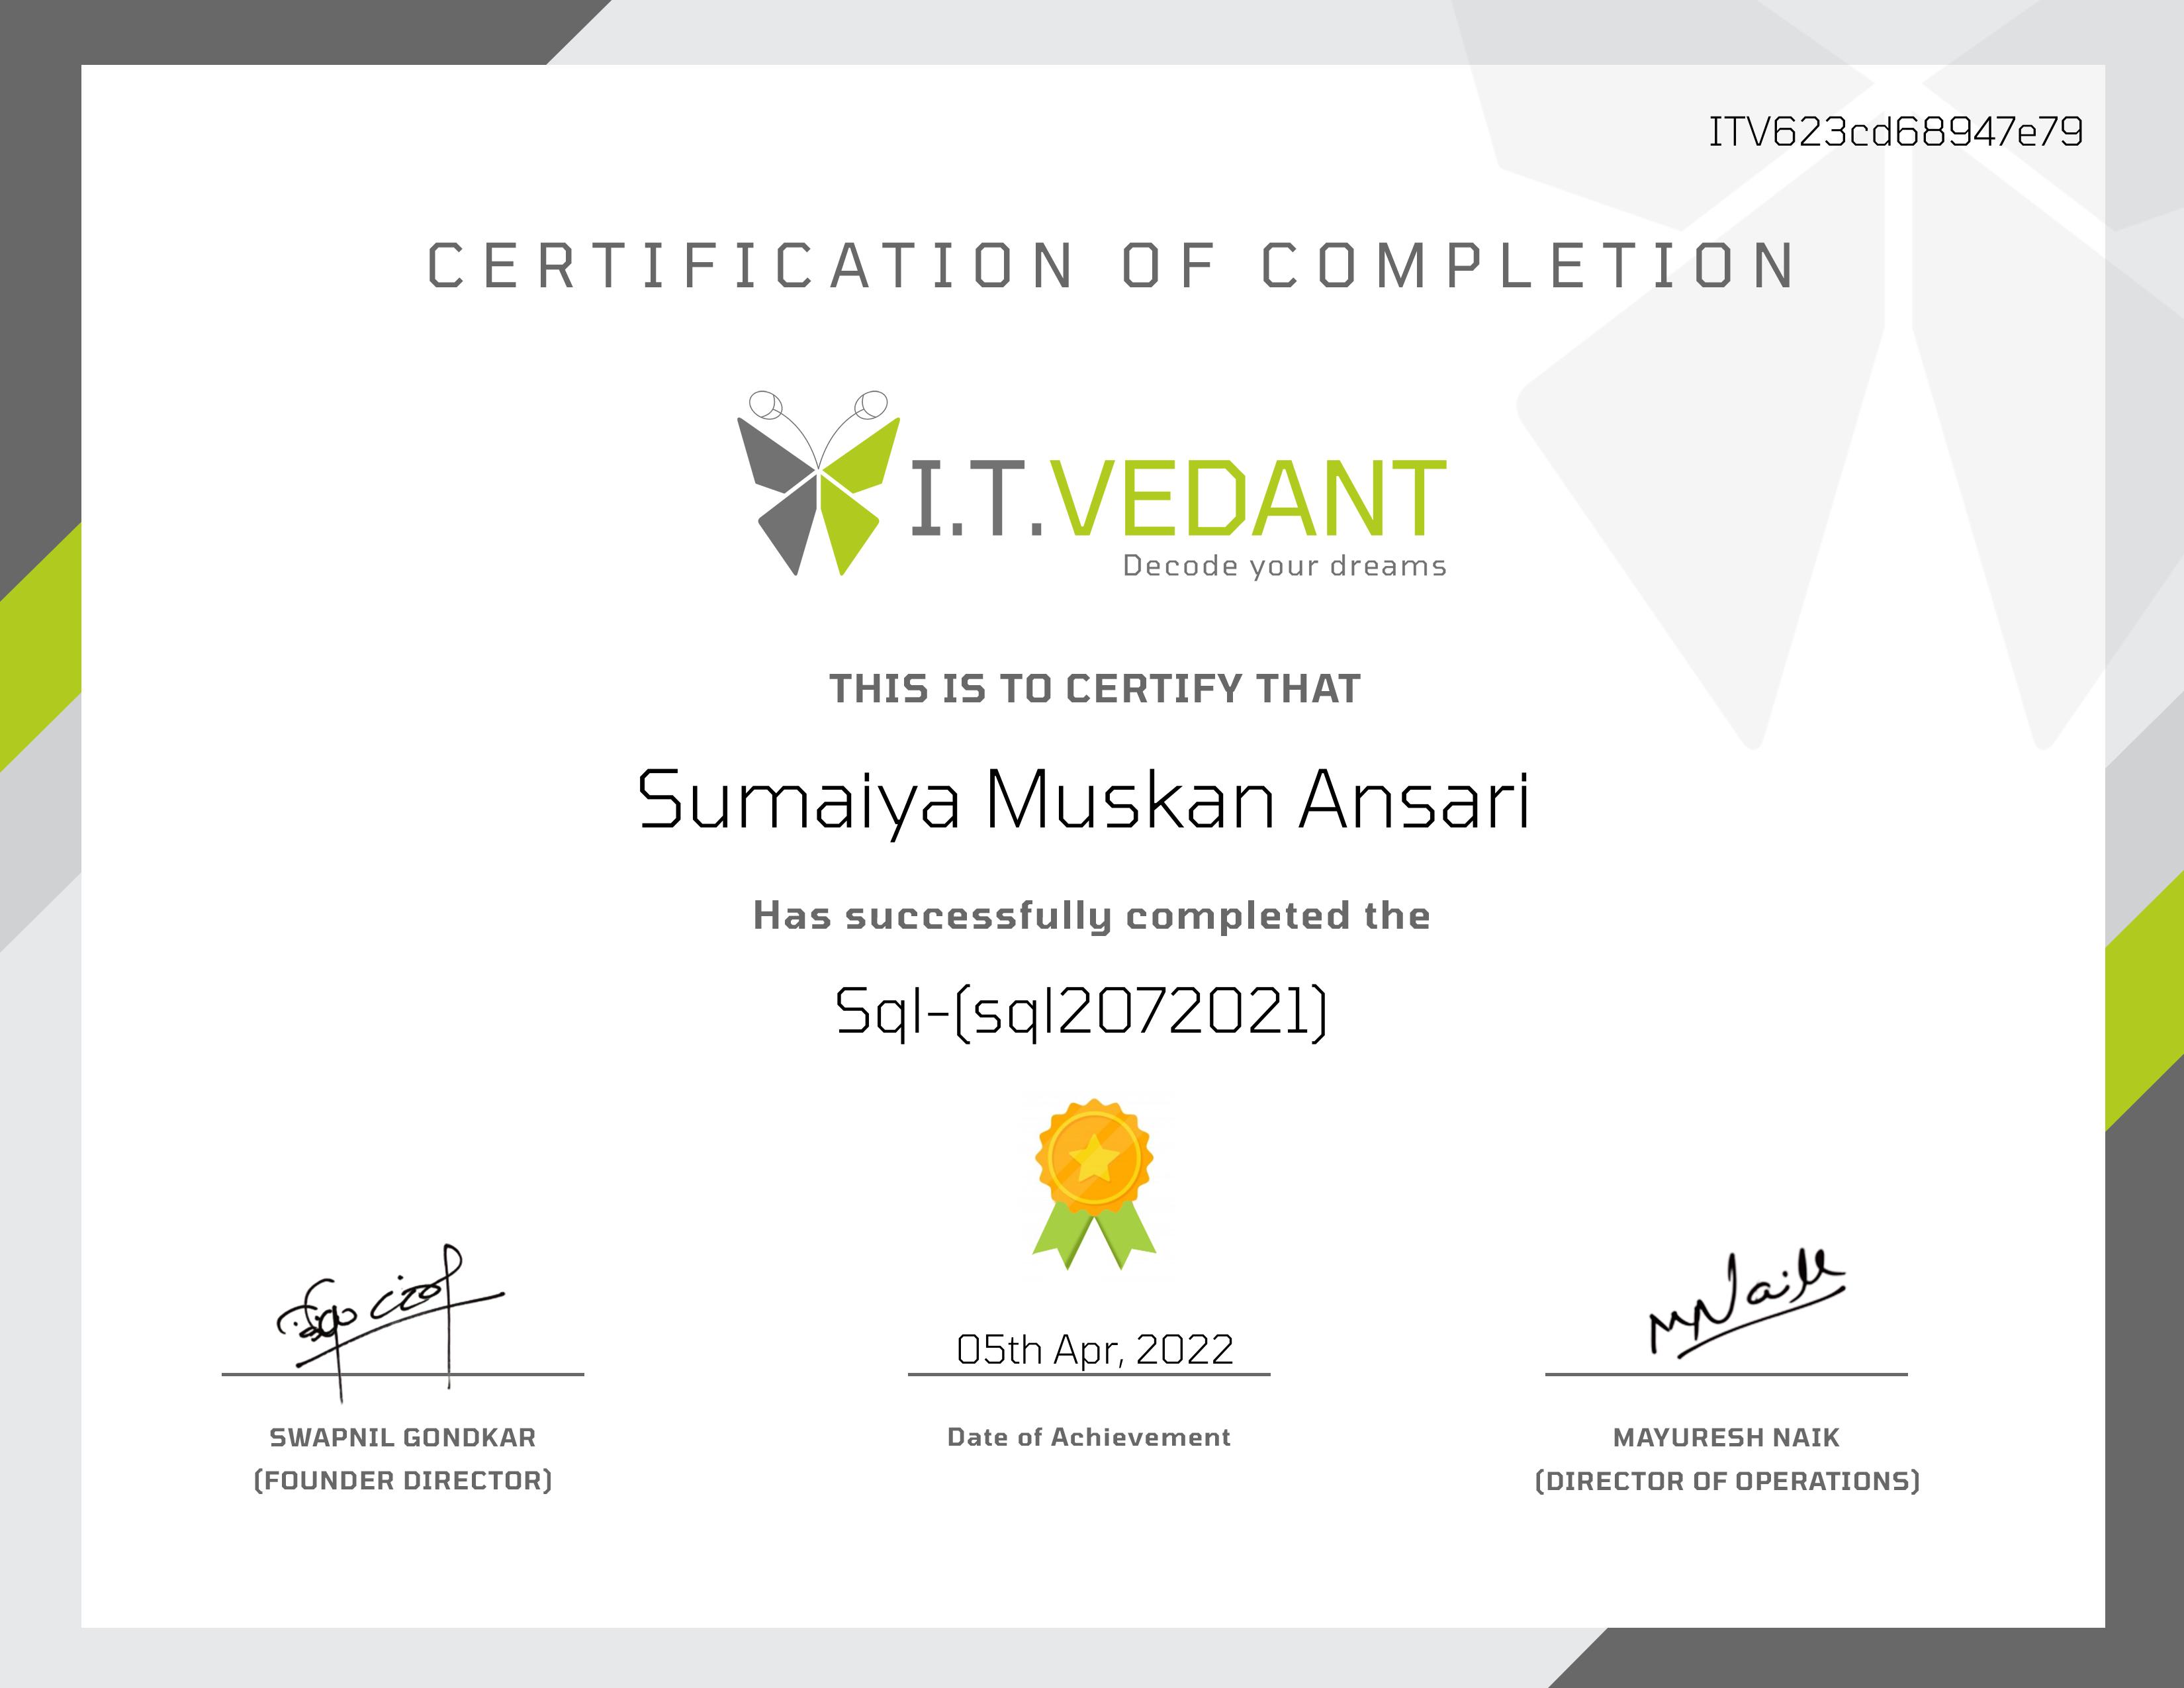 ITV623cd68947e79
CERTIFICATION OF COMPLETION
I.T.VEDANT
Decode your dreams
THIS IS TO CERTIFY THAT
Sumaiya Muskan Ansari
Has successfully completed the
Sql-(sql2072021)
05th Apr, 2022
SWAPNIL GONDKAR
(FOUNDER DIRECTOR)
Date of Achievement
MAYURESH NAIK
(DIRECTOR OF OPERATIONS)